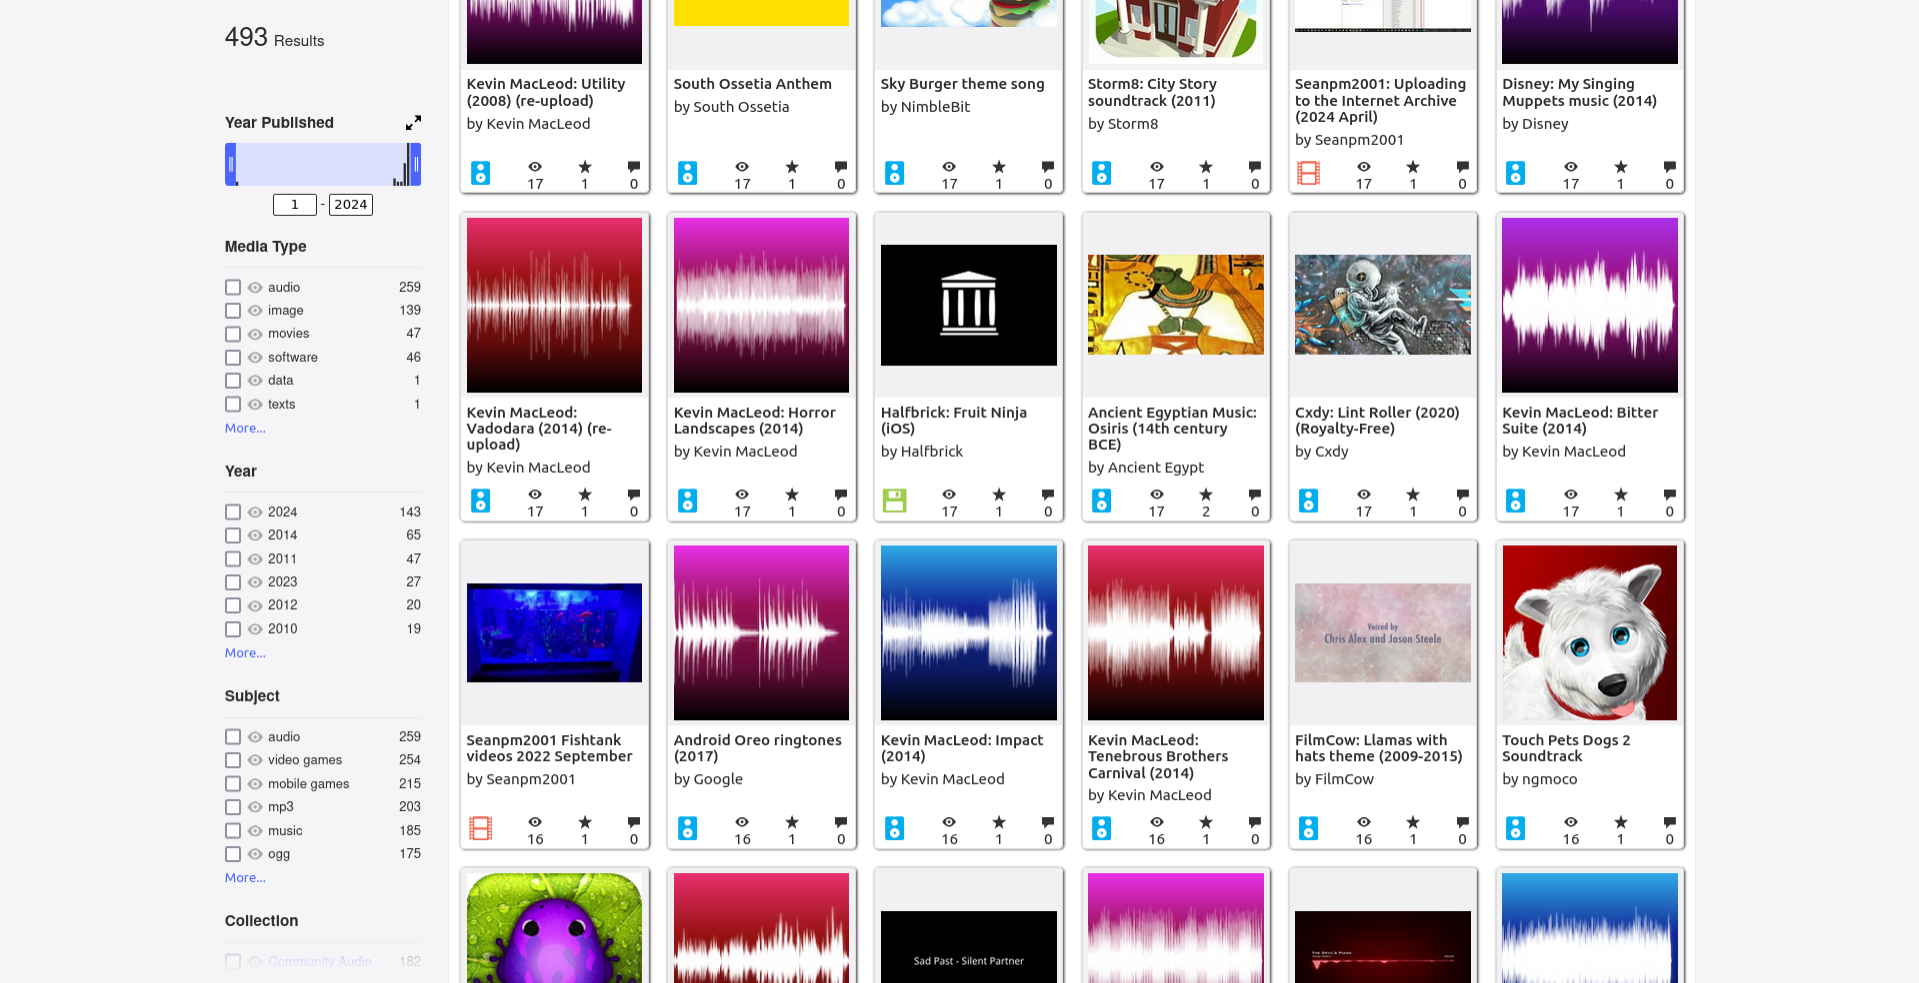 493 Results
Year Published
1 - 2024
Media Type
audio 259
image 139
movies 47
software 46
data 1
texts 1
More...
Year
2024 143
2014 65
2011 47
2023 27
2012 20
2010 19
More...
Subject
audio 259
video games 254
mobile games 215
mp3 203
music 185
ogg 175
More...
Collection
Community Audio 182
Kevin MacLeod: Utility
(2008) (re-upload)
by Kevin MacLeod
17 1 0
South Ossetia Anthem
by South Ossetia
17 1 0
Sky Burger theme song
by NimbleBit
17 1 0
Storm8: City Story
soundtrack (2011)
by Storm8
17 1 0
Seanpm2001: Uploading
to the Internet Archive
(2024 April)
by Seanpm2001
17 1 0
Disney: My Singing
Muppets music (2014)
by Disney
17 1 0
Kevin MacLeod:
Vadodara (2014) (re-
upload)
by Kevin MacLeod
17 1 0
Kevin MacLeod: Horror
Landscapes (2014)
by Kevin MacLeod
17 1 0
Halfbrick: Fruit Ninja
(iOS)
by Halfbrick
17 1 0
Ancient Egyptian Music:
Osiris (14th century
BCE)
by Ancient Egypt
17 2 0
Cxdy: Lint Roller (2020)
(Royalty-Free)
by Cxdy
17 1 0
Kevin MacLeod: Bitter
Suite (2014)
by Kevin MacLeod
17 1 0
Seanpm2001 Fishtank
videos 2022 September
by Seanpm2001
16 1 0
Android Oreo ringtones
(2017)
by Google
16 1 0
Kevin MacLeod: Impact
(2014)
by Kevin MacLeod
16 1 0
Kevin MacLeod:
Tenebrous Brothers
Carnival (2014)
by Kevin MacLeod
16 1 0
Voiced by
Chris Alex and Jason Steele
FilmCow: Llamas with
hats theme (2009-2015)
by FilmCow
16 1 0
Touch Pets Dogs 2
Soundtrack
by ngmoco
16 1 0
Sad Past - Silent Partner